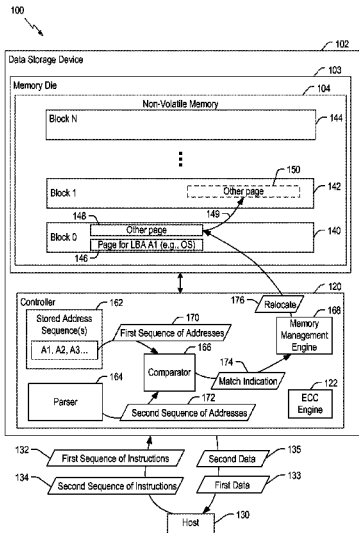 100
102
Data Storage Device
103
Memory Die
104
Non-Volatile Memory
Block N
144
150
Block 1
Other page
142
148
149
Block 0
Other page
140
Page for LBA A1 (e.g., OS)
146
120
Controller
162
176
Relocate
Stored Address
Sequence(s)
170
168
A1, A2, A3...
First Sequence of Addresses
Memory
Management
Engine
166
174
164
Comparator
Match Indication
122
Parser
172
ECC
Engine
Second Sequence of Addresses
132
135
First Sequence of Instructions
Second Data
134
133
Second Sequence of Instructions
First Data
Host
130